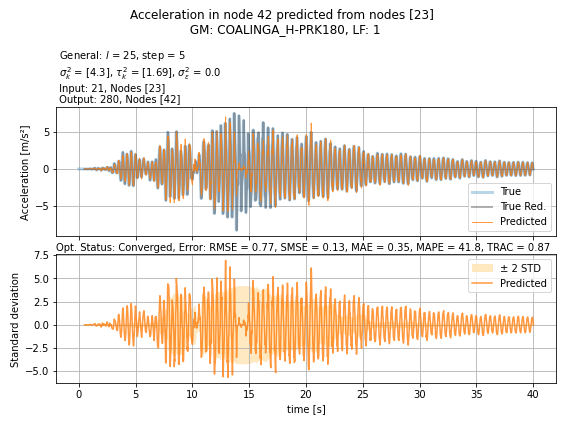 Acceleration in node 42 predicted from nodes [23]
GM: COALINGA_H-PRK180, LF: 1
General: l = 25, step = 5
σ²ₖ = [4.3], τ²ₖ = [1.69], σ²ε = 0.0
Input: 21, Nodes [23]
Output: 280, Nodes [42]
Acceleration [m/s²]
5
0
−5
True
True Red.
Predicted
Opt. Status: Converged, Error: RMSE = 0.77, SMSE = 0.13, MAE = 0.35, MAPE = 41.8, TRAC = 0.87
Standard deviation
7.5
5.0
2.5
0.0
−2.5
−5.0
± 2 STD
Predicted
0 5 10 15 20 25 30 35 40
time [s]